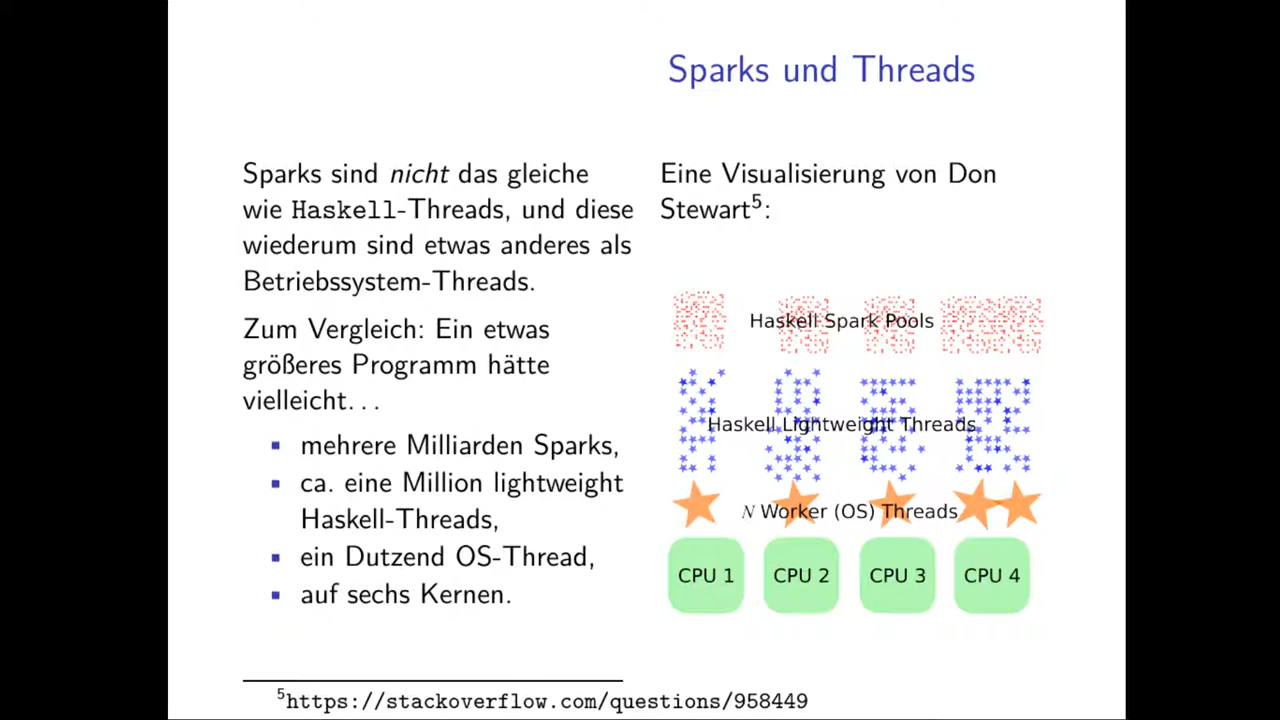 Sparks und Threads
Sparks sind nicht das gleiche
wie Haskell-Threads, und diese
wiederum sind etwas anderes als
Betriebssystem-Threads.
Zum Vergleich: Ein etwas
größeres Programm hätte
vielleicht...
▪ mehrere Milliarden Sparks,
▪ ca. eine Million lightweight
Haskell-Threads,
▪ ein Dutzend OS-Thread,
▪ auf sechs Kernen.
Eine Visualisierung von Don
Stewart⁵:
Haskell Spark Pools
Haskell Lightweight Threads
N Worker (OS) Threads
CPU 1 CPU 2 CPU 3 CPU 4
⁵https://stackoverflow.com/questions/958449